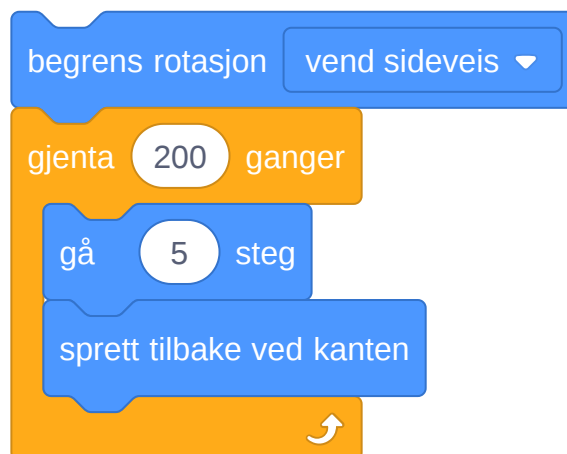 begrens rotasjon vend sideveis
gjenta 200 ganger
gå 5 steg
sprett tilbake ved kanten